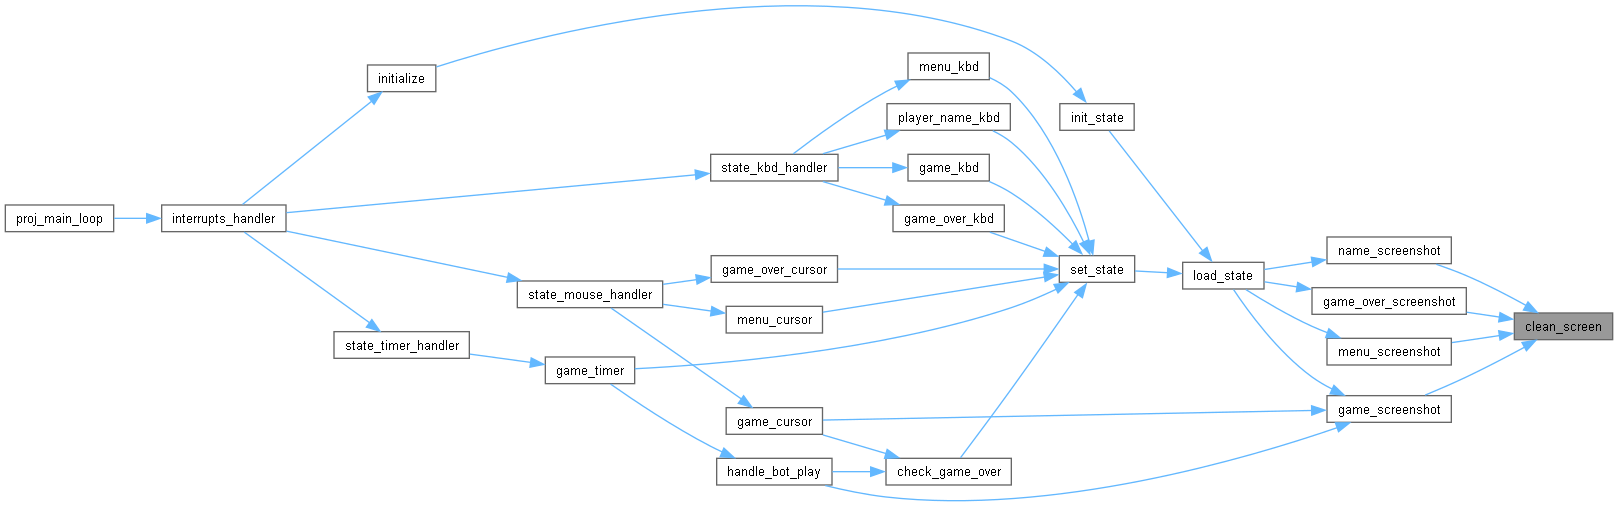 proj_main_loop
interrupts_handler
initialize
state_timer_handler
state_mouse_handler
game_timer
state_kbd_handler
game_over_cursor
menu_cursor
game_cursor
handle_bot_play
menu_kbd
player_name_kbd
game_kbd
game_over_kbd
check_game_over
init_state
set_state
load_state
name_screenshot
game_over_screenshot
menu_screenshot
game_screenshot
clean_screen